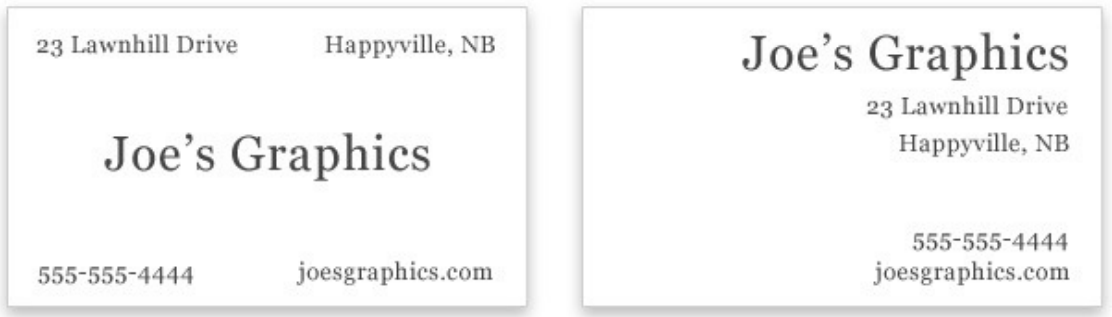 23 Lawnhill Drive Happyville, NB
Joe’s Graphics
555-555-4444 joesgraphics.com
Joe’s Graphics
23 Lawnhill Drive
Happyville, NB
555-555-4444
joesgraphics.com